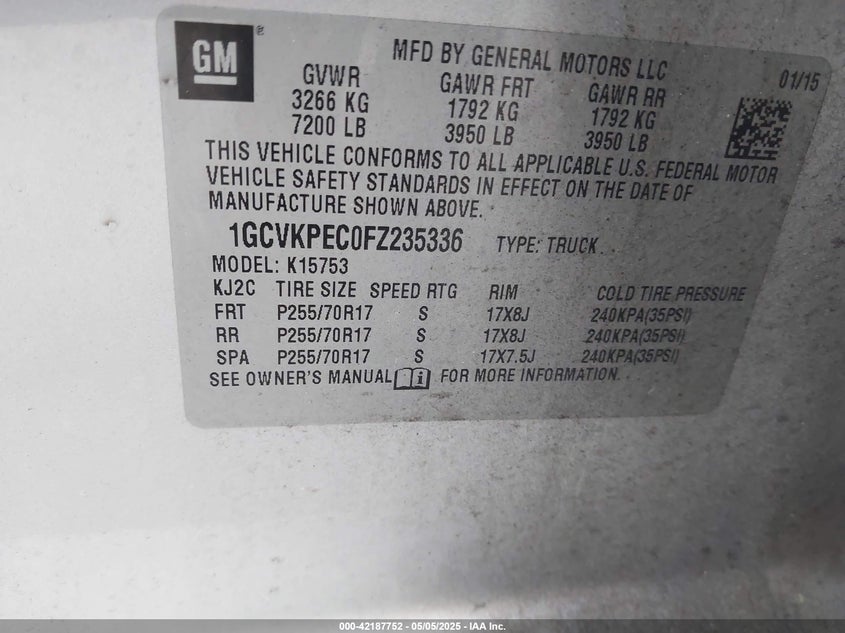 GM ®
MFD BY GENERAL MOTORS LLC
01/15
GVWR GAWR FRT GAWR RR
3266 KG 1792 KG 1792 KG
7200 LB 3950 LB 3950 LB
THIS VEHICLE CONFORMS TO ALL APPLICABLE U.S. FEDERAL MOTOR
VEHICLE SAFETY STANDARDS IN EFFECT ON THE DATE OF
MANUFACTURE SHOWN ABOVE.
1GCVKPEC0FZ235336 TYPE: TRUCK
MODEL: K15753
KJ2C TIRE SIZE SPEED RTG RIM COLD TIRE PRESSURE
FRT P255/70R17 S 17X8J 240KPA(35PSI)
RR P255/70R17 S 17X8J 240KPA(35PSI)
SPA P255/70R17 S 17X7.5J 240KPA(35PSI)
SEE OWNER'S MANUAL i FOR MORE INFORMATION.
000-42187752 — 05/05/2025 — IAA Inc.